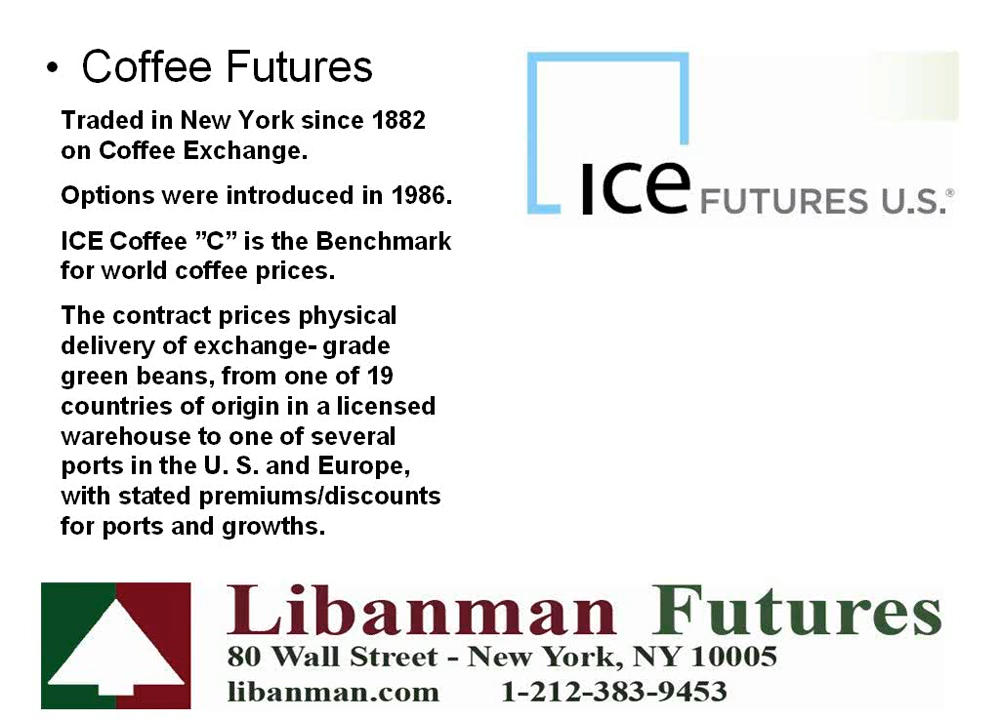 • Coffee Futures
Traded in New York since 1882
on Coffee Exchange.
Options were introduced in 1986.
ICE Coffee ”C” is the Benchmark
for world coffee prices.
The contract prices physical
delivery of exchange- grade
green beans, from one of 19
countries of origin in a licensed
warehouse to one of several
ports in the U. S. and Europe,
with stated premiums/discounts
for ports and growths.
ICE FUTURES U.S.®
Libanman Futures
80 Wall Street - New York, NY 10005
libanman.com 1-212-383-9453